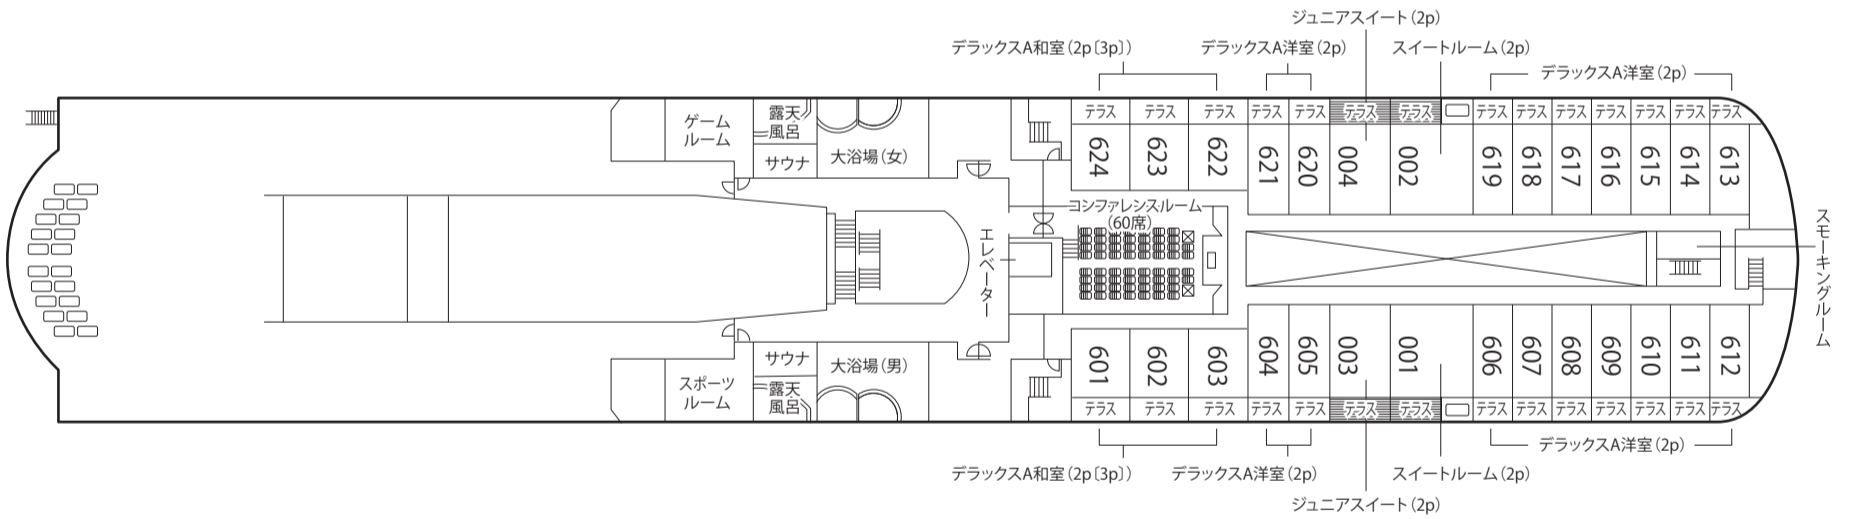 ジュニアスイート(2p)
デラックスA和室(2p〔3p〕)
デラックスA洋室(2p)
スイートルーム(2p)
デラックスA洋室(2p)
ゲーム
ルーム
露天
風呂
サウナ
大浴場(女)
テラス
テラス
テラス
テラス
テラス
テラス
テラス
テラス
テラス
テラス
テラス
テラス
テラス
テラス
624
623
622
621
620
004
002
619
618
617
616
615
614
613
コンファレンスルーム
(60席)
エレベーター
スモーキングルーム
スポーツ
ルーム
サウナ
露天
風呂
大浴場(男)
601
602
603
604
605
003
001
606
607
608
609
610
611
612
テラス
テラス
テラス
テラス
テラス
テラス
テラス
テラス
テラス
テラス
テラス
テラス
テラス
テラス
デラックスA和室(2p〔3p〕)
デラックスA洋室(2p)
スイートルーム(2p)
デラックスA洋室(2p)
ジュニアスイート(2p)